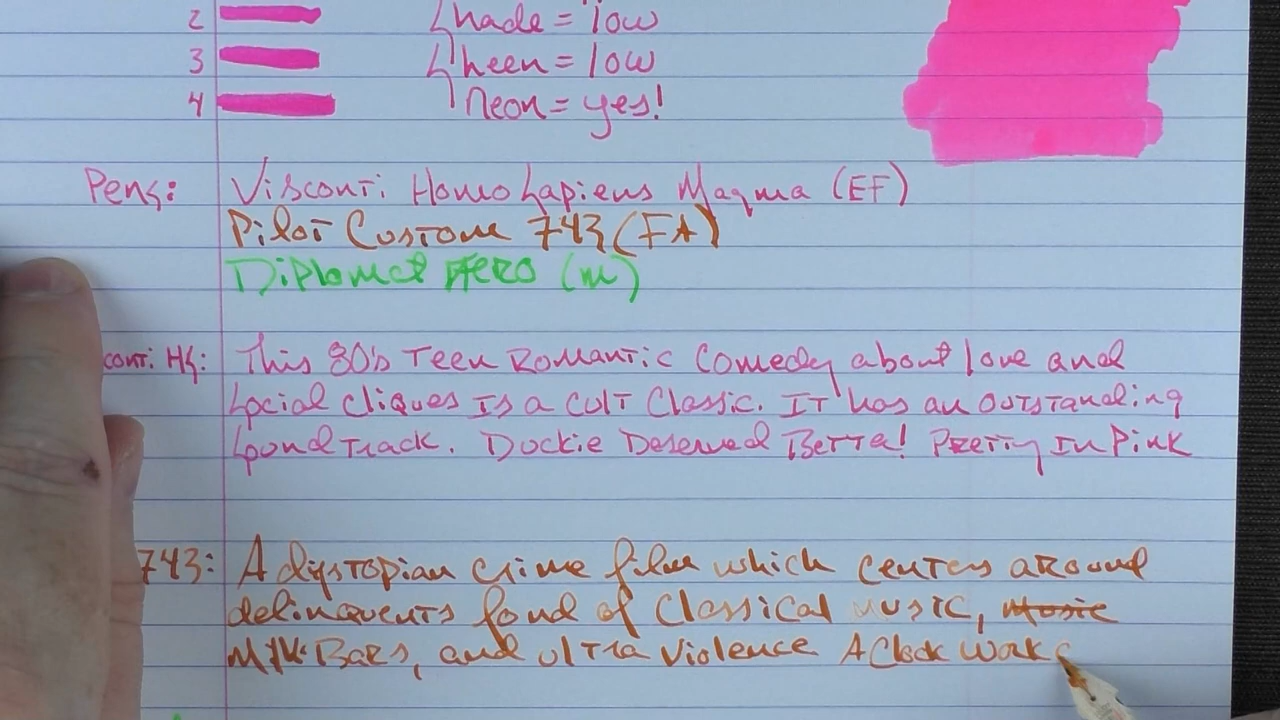 2 Shade = low
3 Sheen = low
4 Neon = yes!
Pens: Visconti Homo Sapiens Magma (EF)
Pilot Custom 743 (FA)
Diplomat Aero (m)
conti HS: This 80's Teen Romantic Comedy about love and
Social cliques Is a cult Classic. It has an outstanding
Soundtrack. Duckie Deserved Betta! Pretty In Pink
743: A dystopian crime film which centers around
delinquents fond of Classical music, Music
Milk Bars, and ultra violence A Clock Work